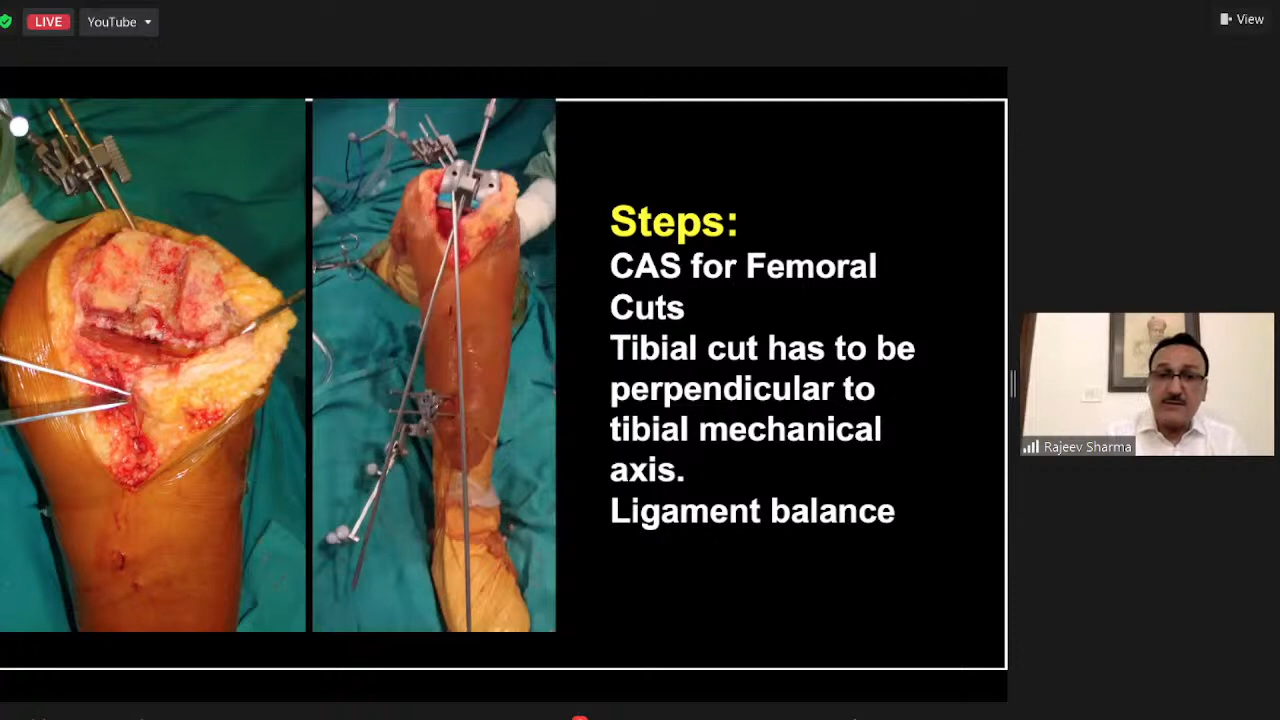 LIVE
YouTube
View
Steps:
CAS for Femoral
Cuts
Tibial cut has to be
perpendicular to
tibial mechanical
axis.
Ligament balance
Rajeev Sharma